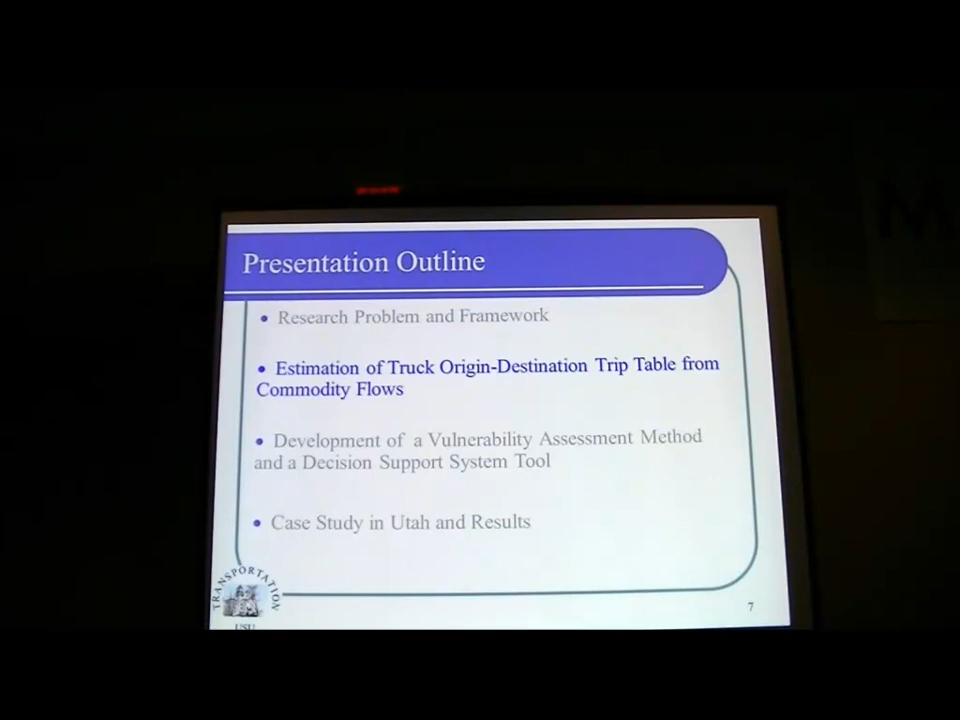 Presentation Outline
• Research Problem and Framework
• Estimation of Truck Origin-Destination Trip Table from
Commodity Flows
• Development of a Vulnerability Assessment Method
and a Decision Support System Tool
• Case Study in Utah and Results
TRANSPORTATION
USU
7